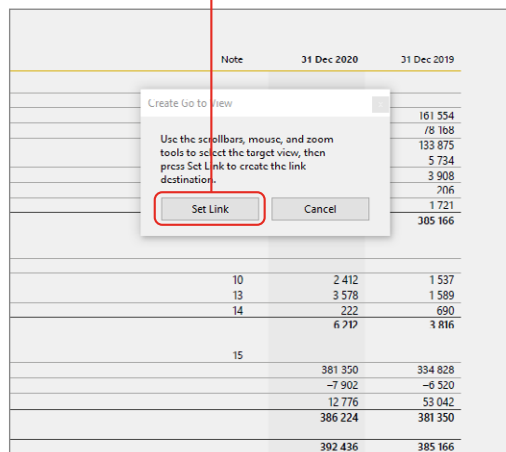 Note 31 Dec 2020 31 Dec 2019
Create Go to View
161 554
78 168
Use the scrollbars, mouse, and zoom 133 875
tools to select the target view, then 5 734
press Set Link to create the link 3 908
destination. 206
Set Link Cancel 1 721
385 166
10 2 412 1 537
13 3 578 1 589
14 222 690
6 212 3 816
15
381 350 334 828
–7 902 –6 520
12 776 53 042
386 224 381 350
392 436 385 166